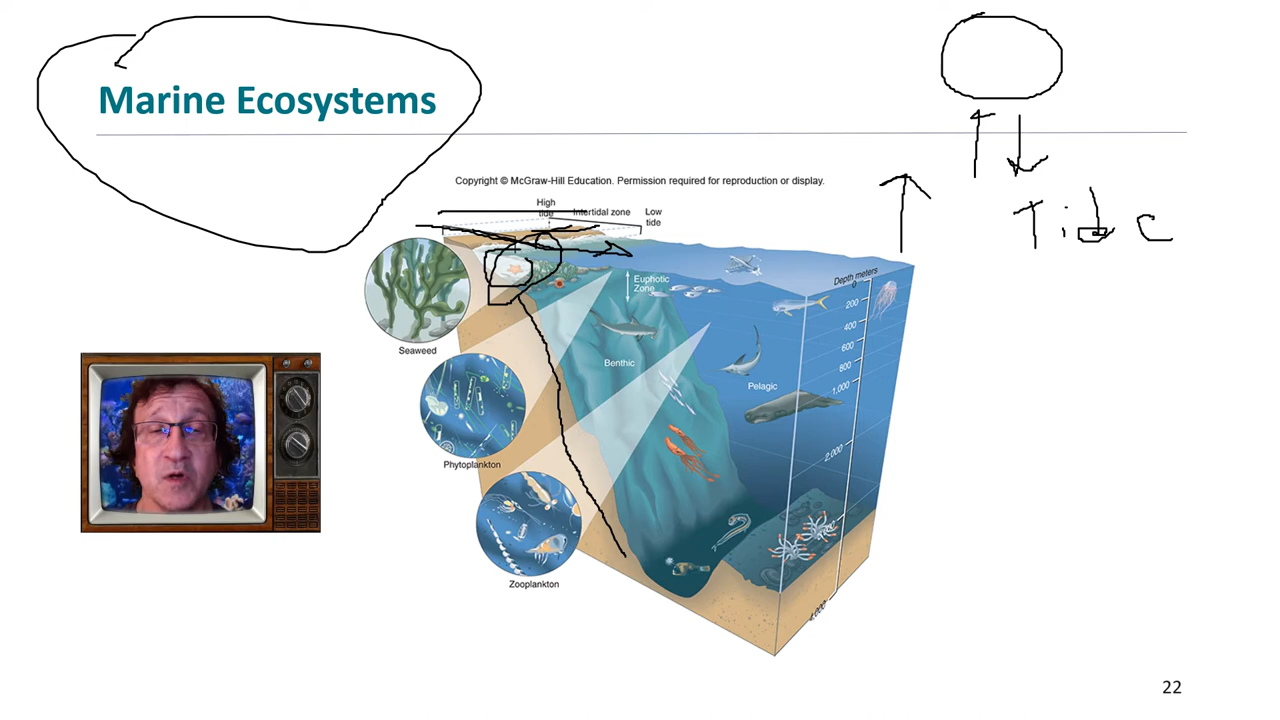 Marine Ecosystems
Copyright © McGraw-Hill Education. Permission required for reproduction or display.
High tide
Intertidal zone
Low tide
Tide
Depth meters
0
200
400
600
800
1,000
2,000
4,000
Euphotic Zone
Seaweed
Benthic
Pelagic
Phytoplankton
Zooplankton
22